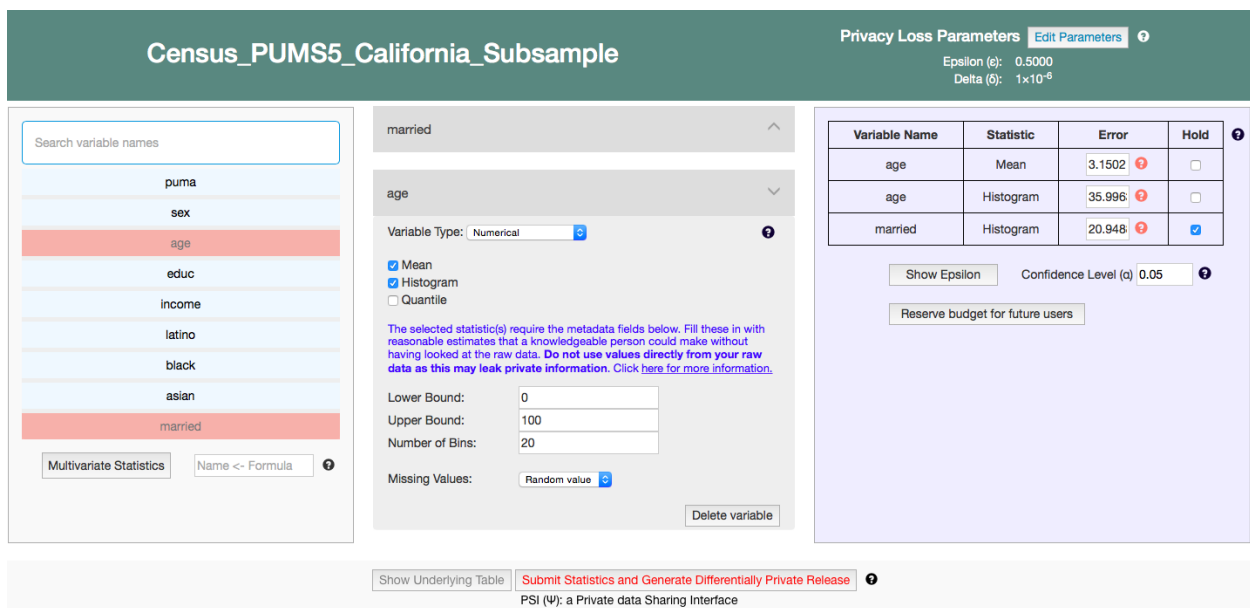 Census_PUMS5_California_Subsample
Privacy Loss Parameters Edit Parameters ?
Epsilon (ε): 0.5000
Delta (δ): 1×10⁻⁶
Search variable names
puma
sex
age
educ
income
latino
black
asian
married
Multivariate Statistics Name <- Formula ?
married
age
Variable Type: Numerical ?
Mean
Histogram
Quantile
The selected statistic(s) require the metadata fields below. Fill these in with
reasonable estimates that a knowledgeable person could make without
having looked at the raw data. Do not use values directly from your raw
data as this may leak private information. Click here for more information.
Lower Bound: 0
Upper Bound: 100
Number of Bins: 20
Missing Values: Random value
Delete variable
Variable Name Statistic Error Hold ?
age Mean 3.1502 ?
age Histogram 35.996 ?
married Histogram 20.948 ?
Show Epsilon Confidence Level (α) 0.05 ?
Reserve budget for future users
Show Underlying Table Submit Statistics and Generate Differentially Private Release ?
PSI (Ψ): a Private data Sharing Interface